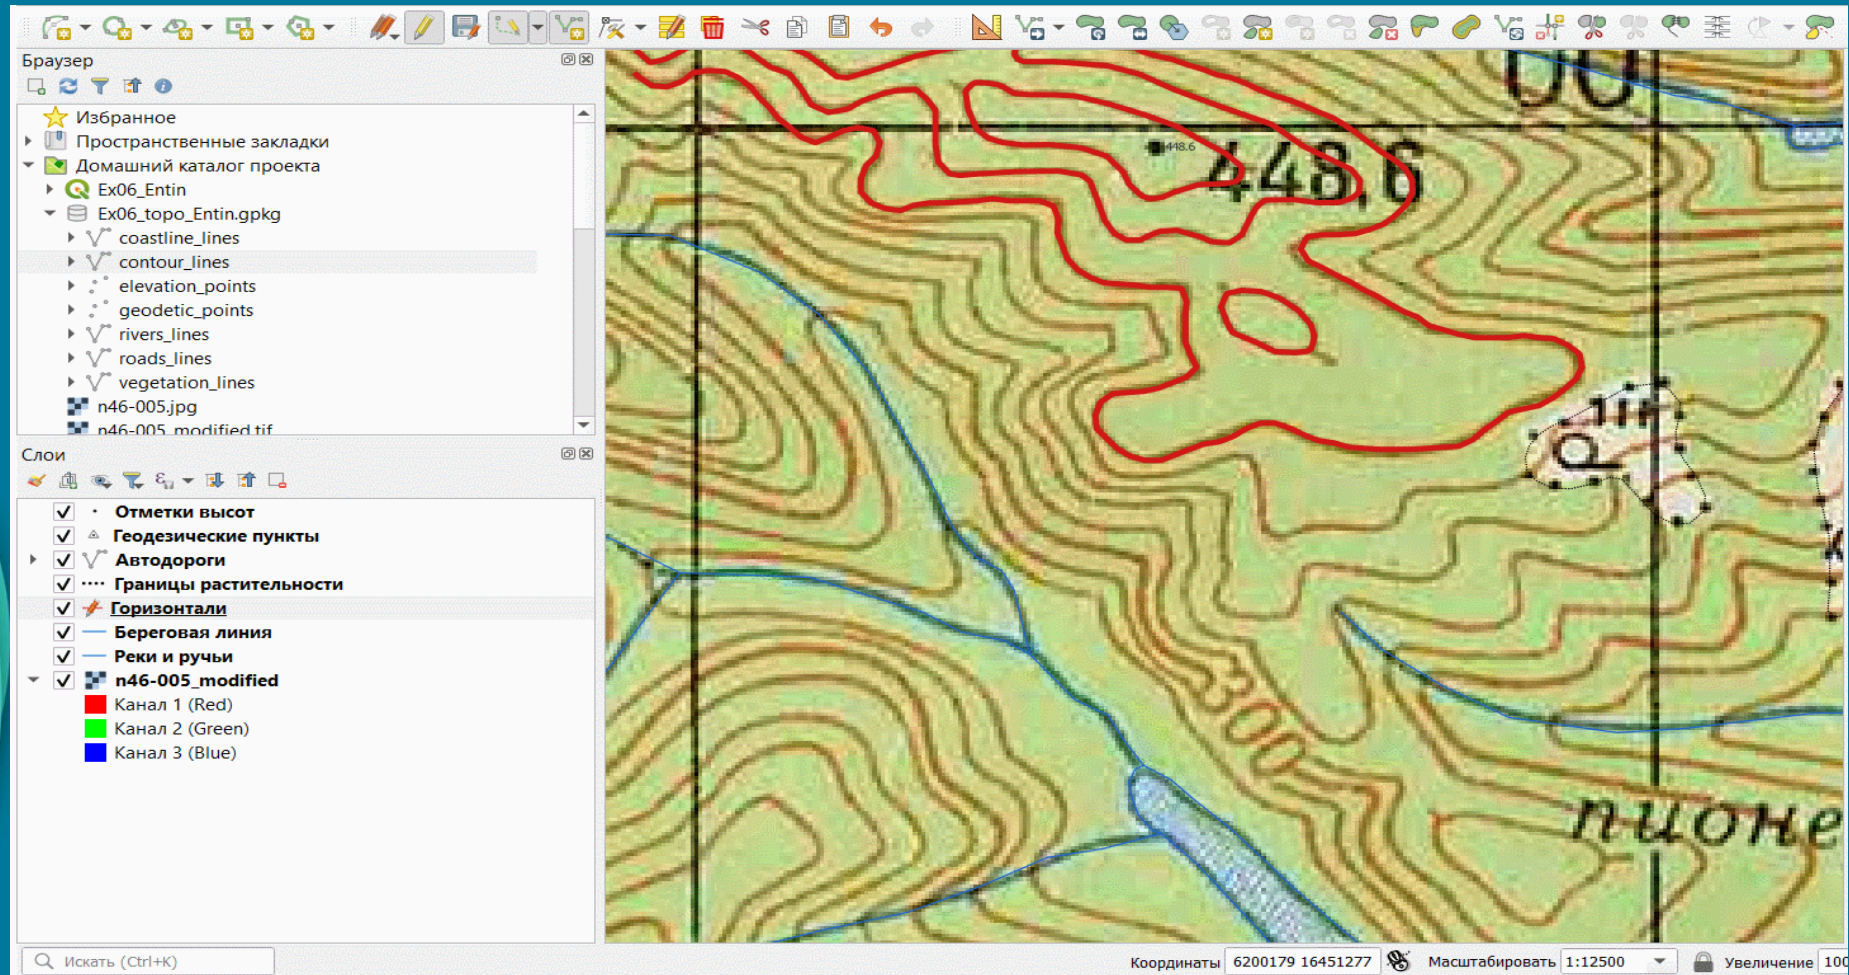 Браузер
Избранное
Пространственные закладки
Домашний каталог проекта
Ex06_Entin
Ex06_topo_Entin.gpkg
coastline_lines
contour_lines
elevation_points
geodetic_points
rivers_lines
roads_lines
vegetation_lines
n46-005.jpg
n46-005_modified.tif
Слои
Отметки высот
Геодезические пункты
Автодороги
Границы растительности
Горизонтали
Береговая линия
Реки и ручьи
n46-005_modified
Канал 1 (Red)
Канал 2 (Green)
Канал 3 (Blue)
448.6
448,6
300
пионе
Искать (Ctrl+K)
Координаты 6200179 16451277 Масштабировать 1:12500 Увеличение 100